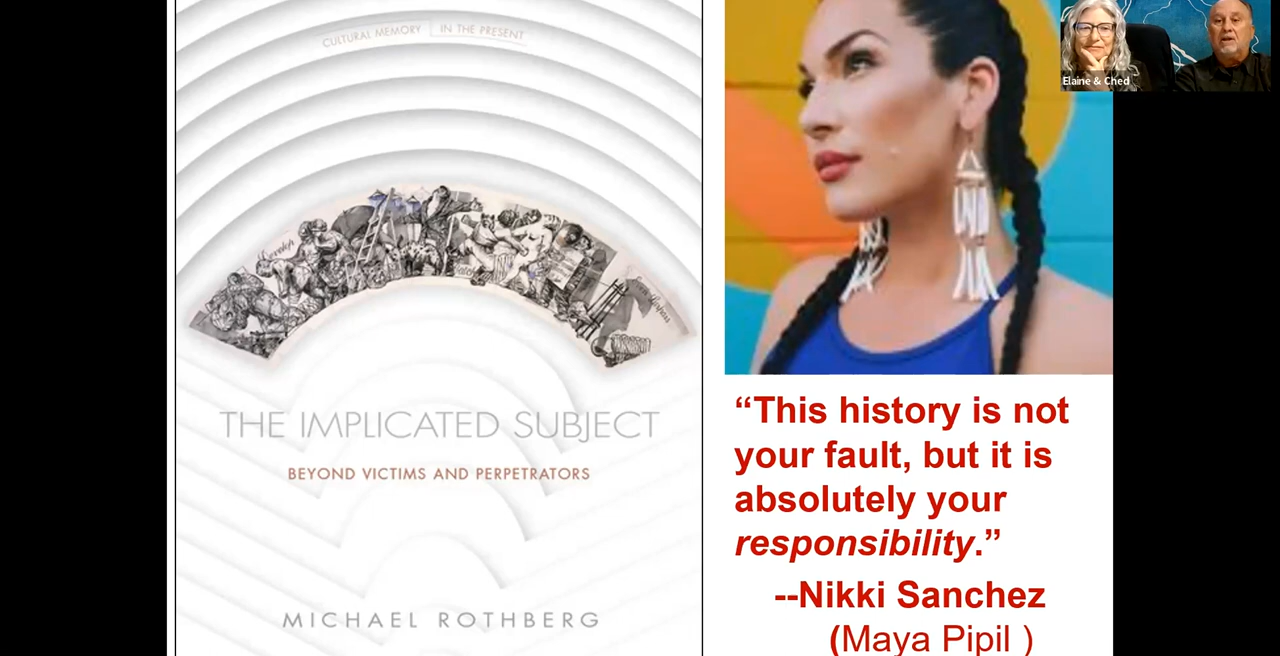 CULTURAL MEMORY | IN THE PRESENT
THE IMPLICATED SUBJECT
BEYOND VICTIMS AND PERPETRATORS
MICHAEL ROTHBERG
Elaine & Ched
“This history is not
your fault, but it is
absolutely your
responsibility.”
--Nikki Sanchez
(Maya Pipil )